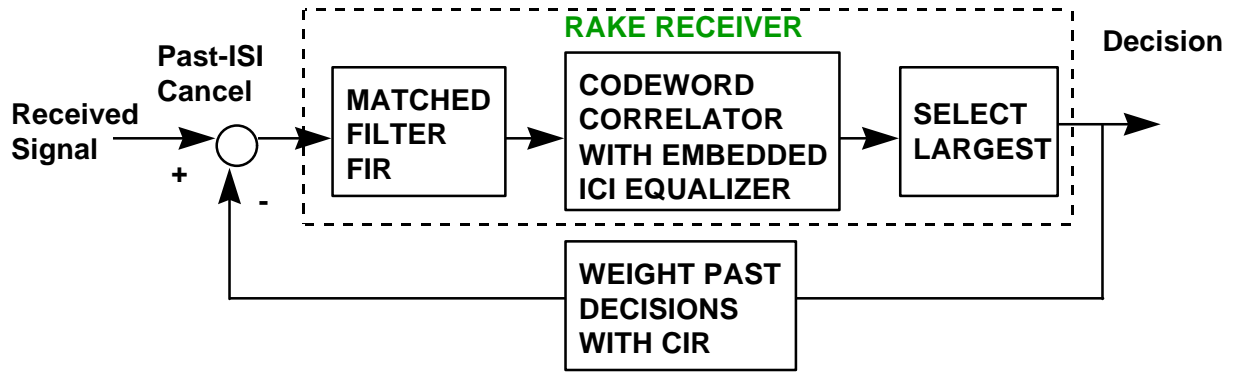 RAKE RECEIVER
Decision
Past-ISI
Cancel
Received
Signal
+
-
MATCHED
FILTER
FIR
CODEWORD
CORRELATOR
WITH EMBEDDED
ICI EQUALIZER
SELECT
LARGEST
WEIGHT PAST
DECISIONS
WITH CIR